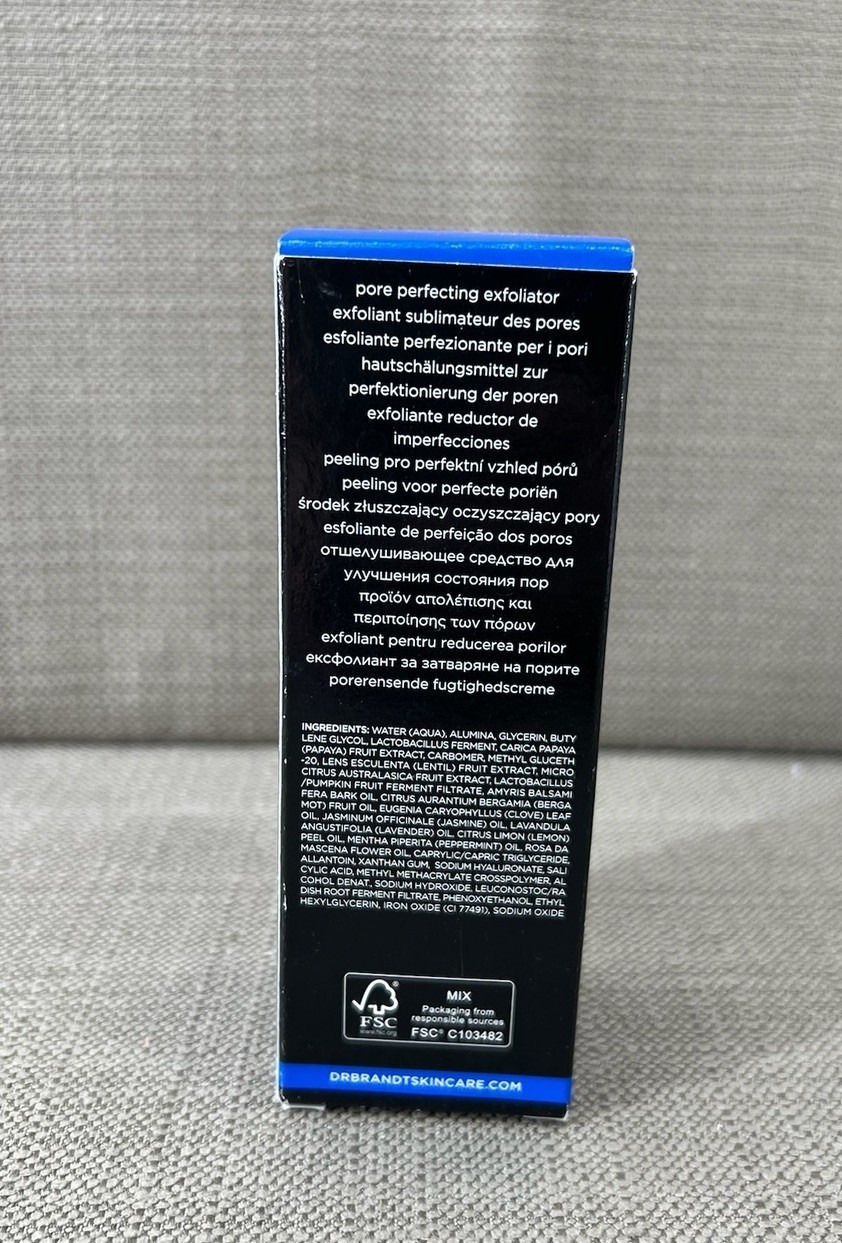 pore perfecting exfoliator
exfoliant sublimateur des pores
esfoliante perfezionante per i pori
hautschälungsmittel zur
perfektionierung der poren
exfoliante reductor de
imperfecciones
peeling pro perfektní vzhled pórů
peeling voor perfecte poriën
środek złuszczający oczyszczający pory
esfoliante de perfeição dos poros
отшелушивающее средство для
улучшения состояния пор
προϊόν απολέπισης και
περιποίησης των πόρων
exfoliant pentru reducerea porilor
ексфолиант за затваряне на порите
porerensende fugtighedscreme
INGREDIENTS: WATER (AQUA), ALUMINA, GLYCERIN, BUTY
LENE GLYCOL, LACTOBACILLUS FERMENT, CARICA PAPAYA
(PAPAYA) FRUIT EXTRACT, CARBOMER, METHYL GLUCETH
-20, LENS ESCULENTA (LENTIL) FRUIT EXTRACT, MICRO
CITRUS AUSTRALASICA FRUIT EXTRACT, LACTOBACILLUS
/PUMPKIN FRUIT FERMENT FILTRATE, AMYRIS BALSAMI
FERA BARK OIL, CITRUS AURANTIUM BERGAMIA (BERGA
MOT) FRUIT OIL, EUGENIA CARYOPHYLLUS (CLOVE) LEAF
OIL, JASMINUM OFFICINALE (JASMINE) OIL, LAVANDULA
ANGUSTIFOLIA (LAVENDER) OIL, CITRUS LIMON (LEMON)
PEEL OIL, MENTHA PIPERITA (PEPPERMINT) OIL, ROSA DA
MASCENA FLOWER OIL, CAPRYLIC/CAPRIC TRIGLYCERIDE,
ALLANTOIN, XANTHAN GUM, SODIUM HYALURONATE, SALI
CYLIC ACID, METHYL METHACRYLATE CROSSPOLYMER, AL
COHOL DENAT., SODIUM HYDROXIDE, LEUCONOSTOC/RA
DISH ROOT FERMENT FILTRATE, PHENOXYETHANOL, ETHYL
HEXYLGLYCERIN, IRON OXIDE (CI 77491), SODIUM OXIDE
FSC
www.fsc.org
MIX
Packaging from
responsible sources
FSC® C103482
DRBRANDTSKINCARE.COM